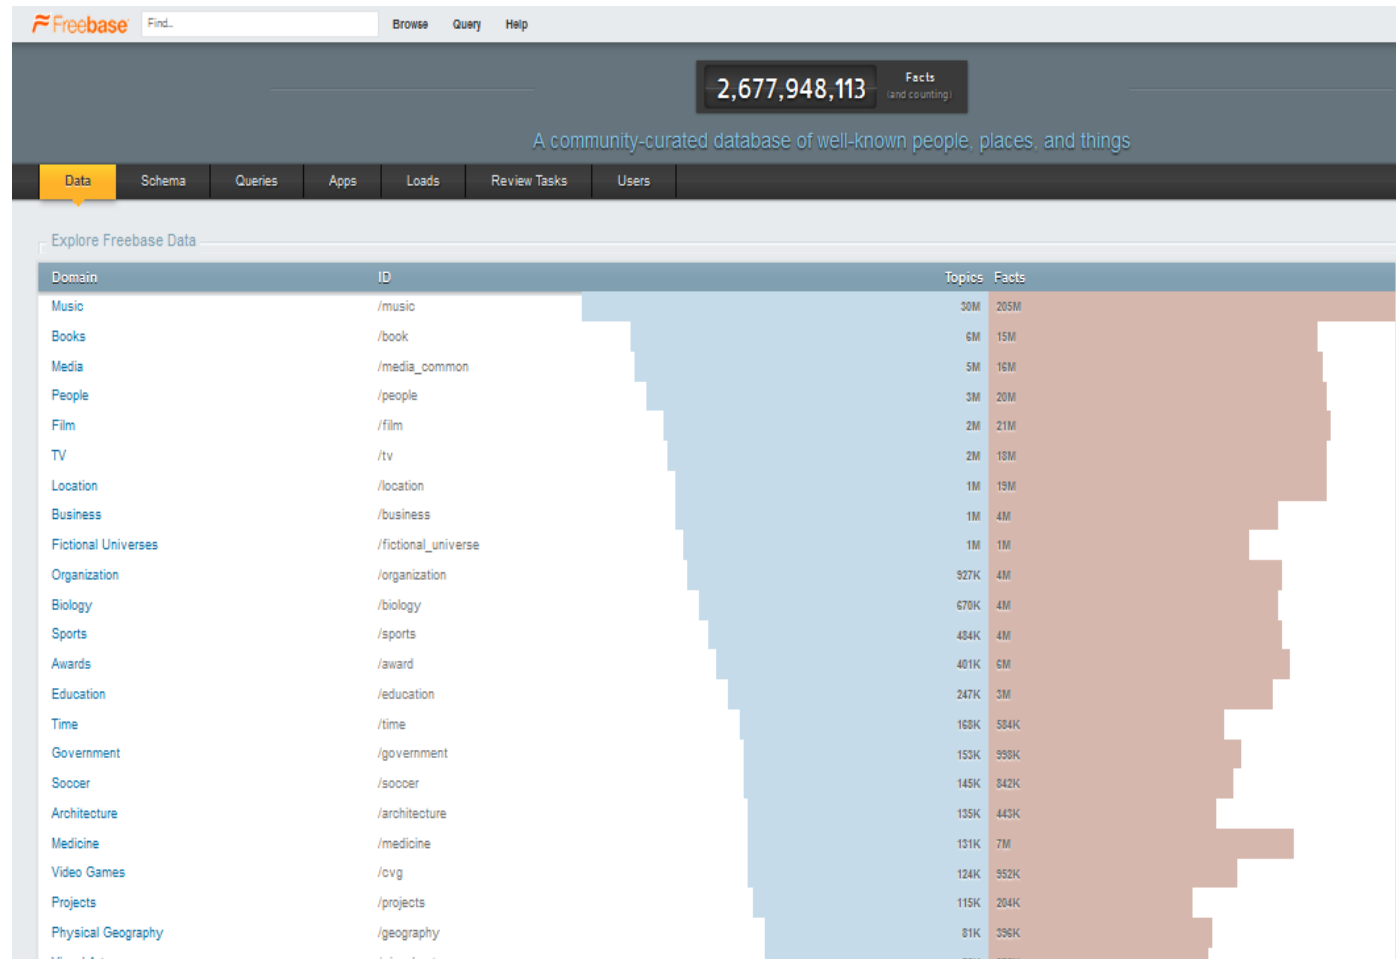 Freebase Find... Browse Query Help
2,677,948,113 Facts
(and counting)
A community-curated database of well-known people, places, and things
Data Schema Queries Apps Loads Review Tasks Users
Explore Freebase Data
Domain ID Topics Facts
Music /music 30M 205M
Books /book 6M 15M
Media /media_common 5M 16M
People /people 3M 20M
Film /film 2M 21M
TV /tv 2M 18M
Location /location 1M 19M
Business /business 1M 4M
Fictional Universes /fictional_universe 1M 1M
Organization /organization 927K 4M
Biology /biology 670K 4M
Sports /sports 484K 4M
Awards /award 401K 6M
Education /education 247K 3M
Time /time 168K 584K
Government /government 153K 998K
Soccer /soccer 145K 842K
Architecture /architecture 135K 443K
Medicine /medicine 131K 7M
Video Games /cvg 124K 952K
Projects /projects 115K 204K
Physical Geography /geography 81K 396K